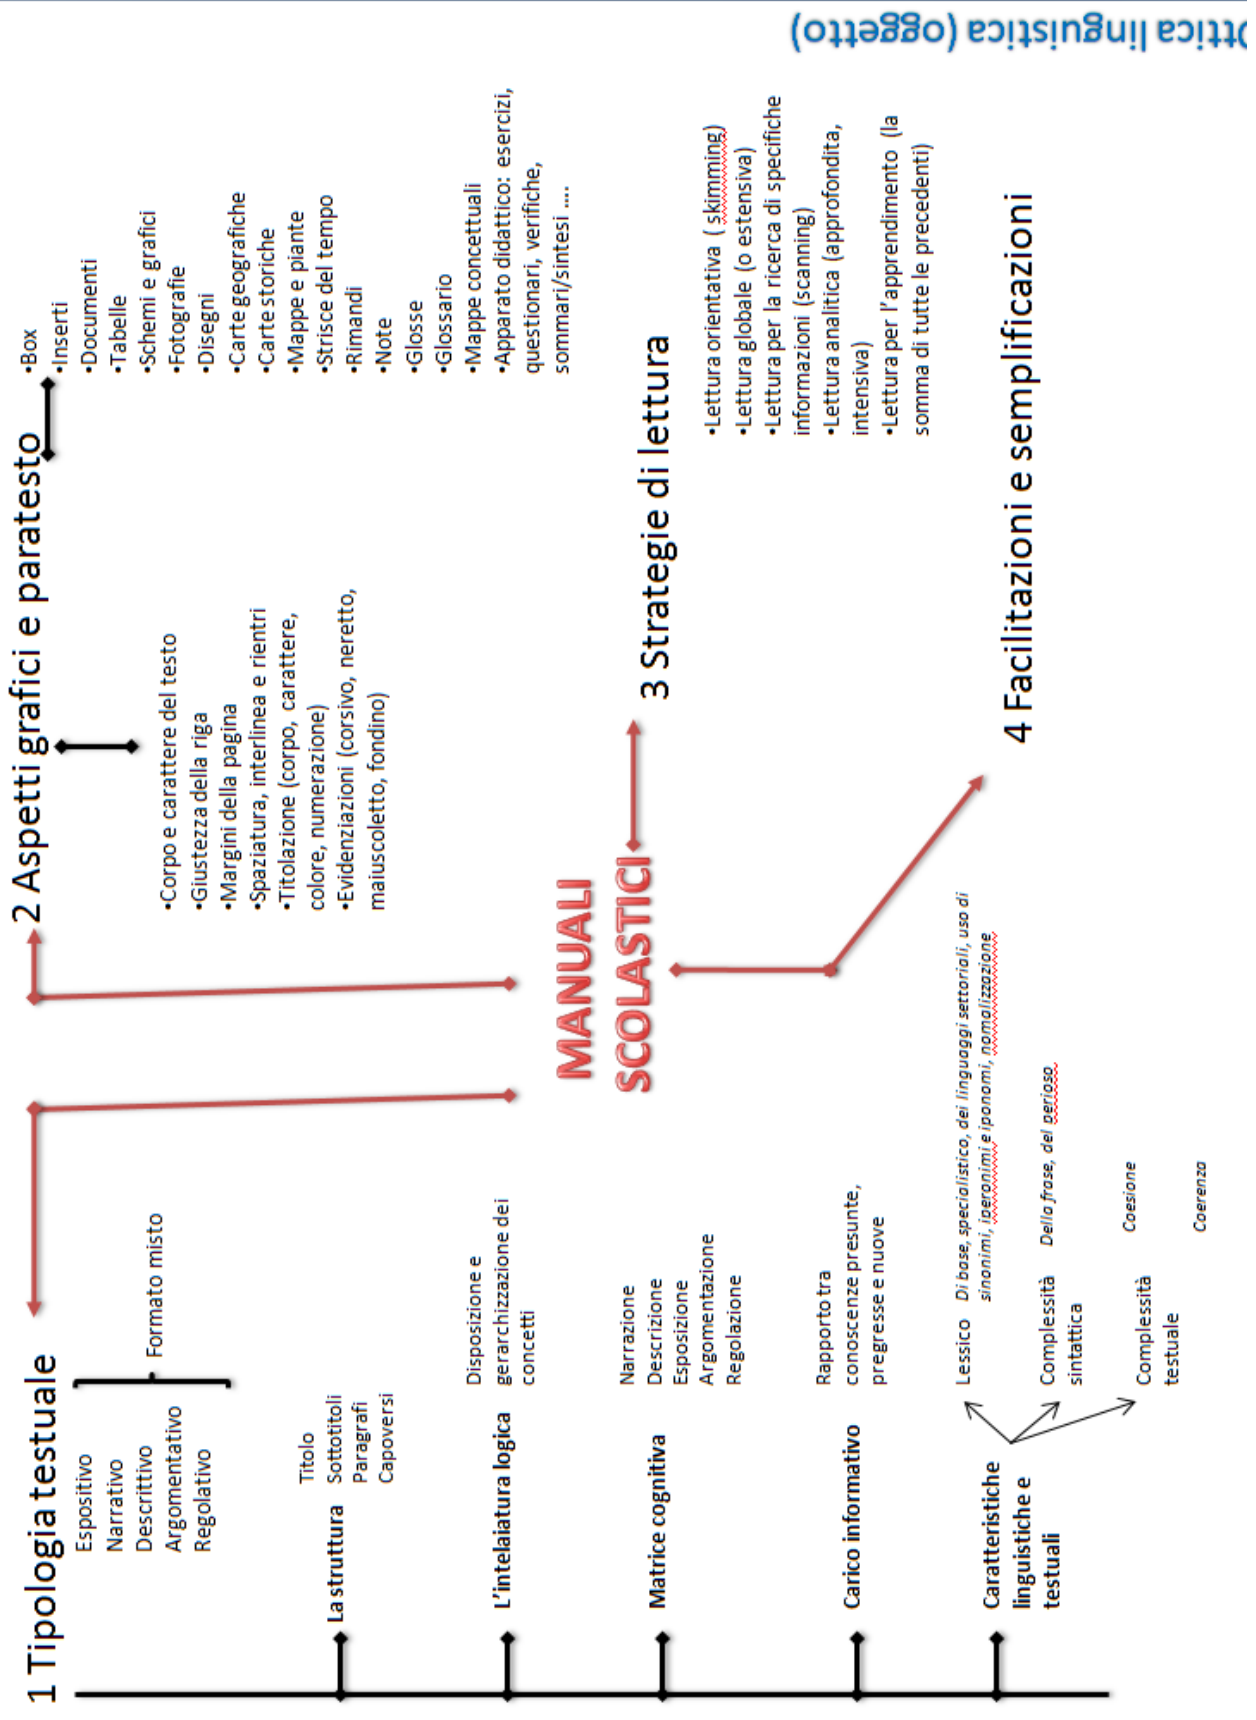 Ottica linguistica (oggetto)
MANUALI
SCOLASTICI
1 Tipologia testuale
Espositivo
Narrativo
Descrittivo
Argomentativo
Regolativo
Formato misto
La struttura
Titolo
Sottotitoli
Paragrafi
Capoversi
L'intelaiatura logica
Disposizione e
gerarchizzazione dei
concetti
Matrice cognitiva
Narrazione
Descrizione
Esposizione
Argomentazione
Regolazione
Carico informativo
Rapporto tra
conoscenze presunte,
pregresse e nuove
Caratteristiche
linguistiche e
testuali
Lessico
Di base, specialistico, dei linguaggi settoriali, uso di
sinonimi, iperonimi e iponomi, nomalizzazione
Complessità
sintattica
Della frase, del perioso
Complessità
testuale
Coesione
Coerenza
2 Aspetti grafici e paratesto
•Corpo e carattere del testo
•Giustezza della riga
•Margini della pagina
•Spaziatura, interlinea e rientri
•Titolazione (corpo, carattere,
colore, numerazione)
•Evidenziazioni (corsivo, neretto,
maiuscoletto, fondino)
•Box
•Inserti
•Documenti
•Tabelle
•Schemi e grafici
•Fotografie
•Disegni
•Carte geografiche
•Carte storiche
•Mappe e piante
•Strisce del tempo
•Rimandi
•Note
•Glosse
•Glossario
•Mappe concettuali
•Apparato didattico: esercizi,
questionari, verifiche,
sommari/sintesi ....
3 Strategie di lettura
•Lettura orientativa ( skimming)
•Lettura globale (o estensiva)
•Lettura per la ricerca di specifiche
informazioni (scanning)
•Lettura analitica (approfondita,
intensiva)
•Lettura per l'apprendimento (la
somma di tutte le precedenti)
4 Facilitazioni e semplificazioni